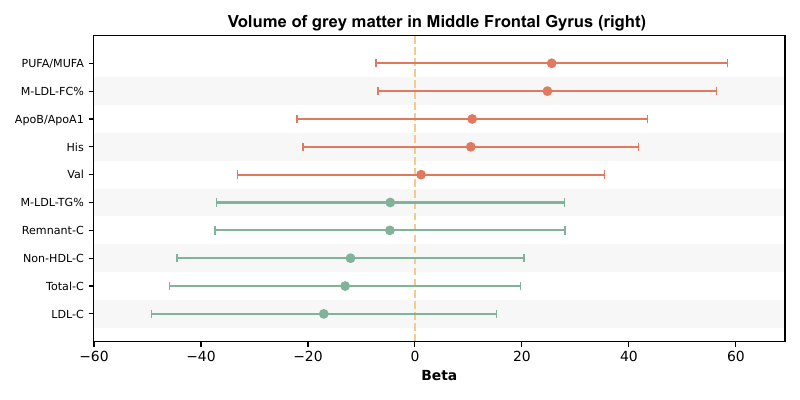 Volume of grey matter in Middle Frontal Gyrus (right)
PUFA/MUFA
M-LDL-FC%
ApoB/ApoA1
His
Val
M-LDL-TG%
Remnant-C
Non-HDL-C
Total-C
LDL-C
−60 −40 −20 0 20 40 60
Beta